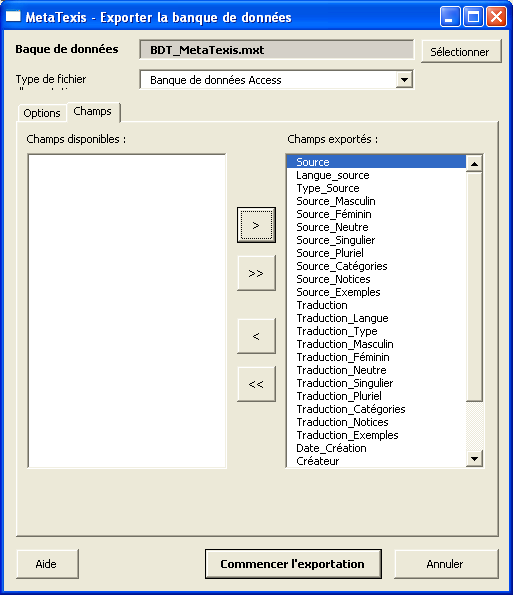 MetaTexis - Exporter la banque de données
Baque de données
BDT_MetaTexis.mxt
Sélectionner
Type de fichier
Banque de données Access
Options
Champs
Champs disponibles :
Champs exportés :
>
>>
<
<<
Source
Langue_source
Type_Source
Source_Masculin
Source_Féminin
Source_Neutre
Source_Singulier
Source_Pluriel
Source_Catégories
Source_Notices
Source_Exemples
Traduction
Traduction_Langue
Traduction_Type
Traduction_Masculin
Traduction_Féminin
Traduction_Neutre
Traduction_Singulier
Traduction_Pluriel
Traduction_Catégories
Traduction_Notices
Traduction_Exemples
Date_Création
Créateur
Aide
Commencer l'exportation
Annuler